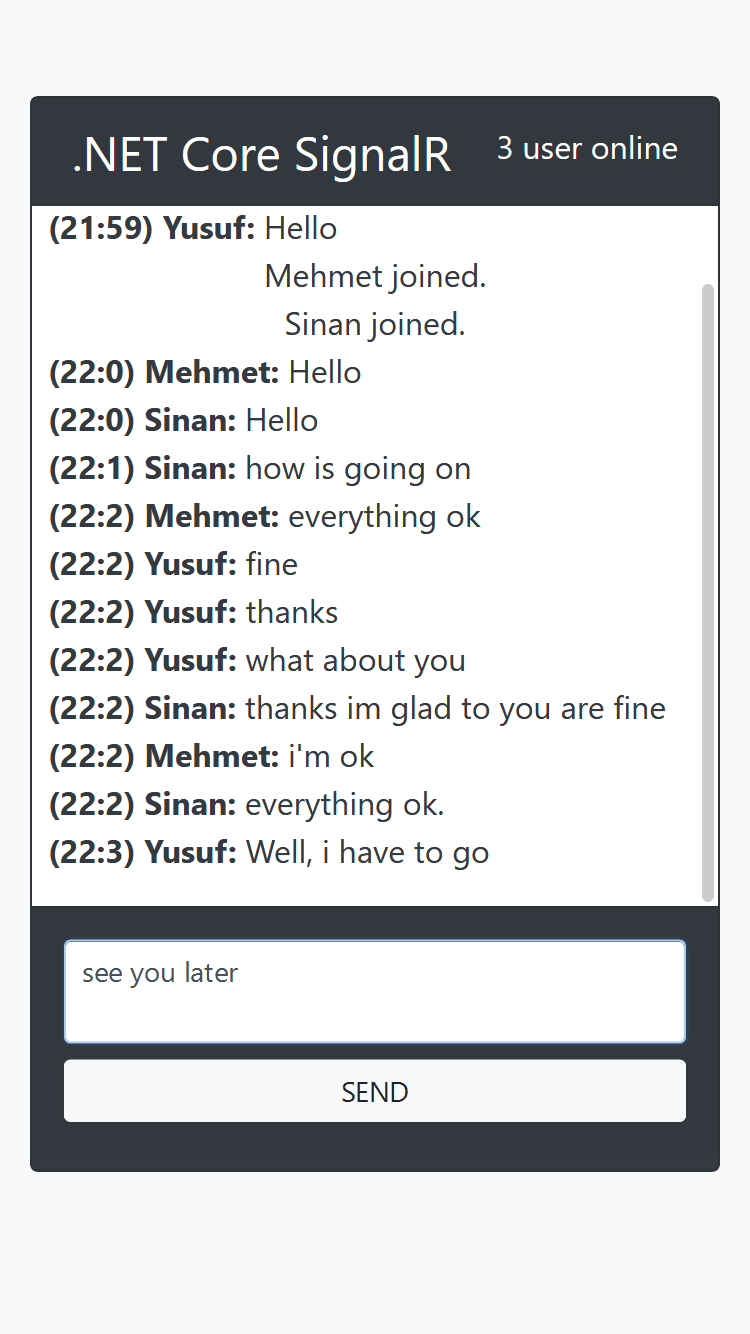 .NET Core SignalR 3 user online
(21:59) Yusuf: Hello
Mehmet joined.
Sinan joined.
(22:0) Mehmet: Hello
(22:0) Sinan: Hello
(22:1) Sinan: how is going on
(22:2) Mehmet: everything ok
(22:2) Yusuf: fine
(22:2) Yusuf: thanks
(22:2) Yusuf: what about you
(22:2) Sinan: thanks im glad to you are fine
(22:2) Mehmet: i'm ok
(22:2) Sinan: everything ok.
(22:3) Yusuf: Well, i have to go
see you later
SEND